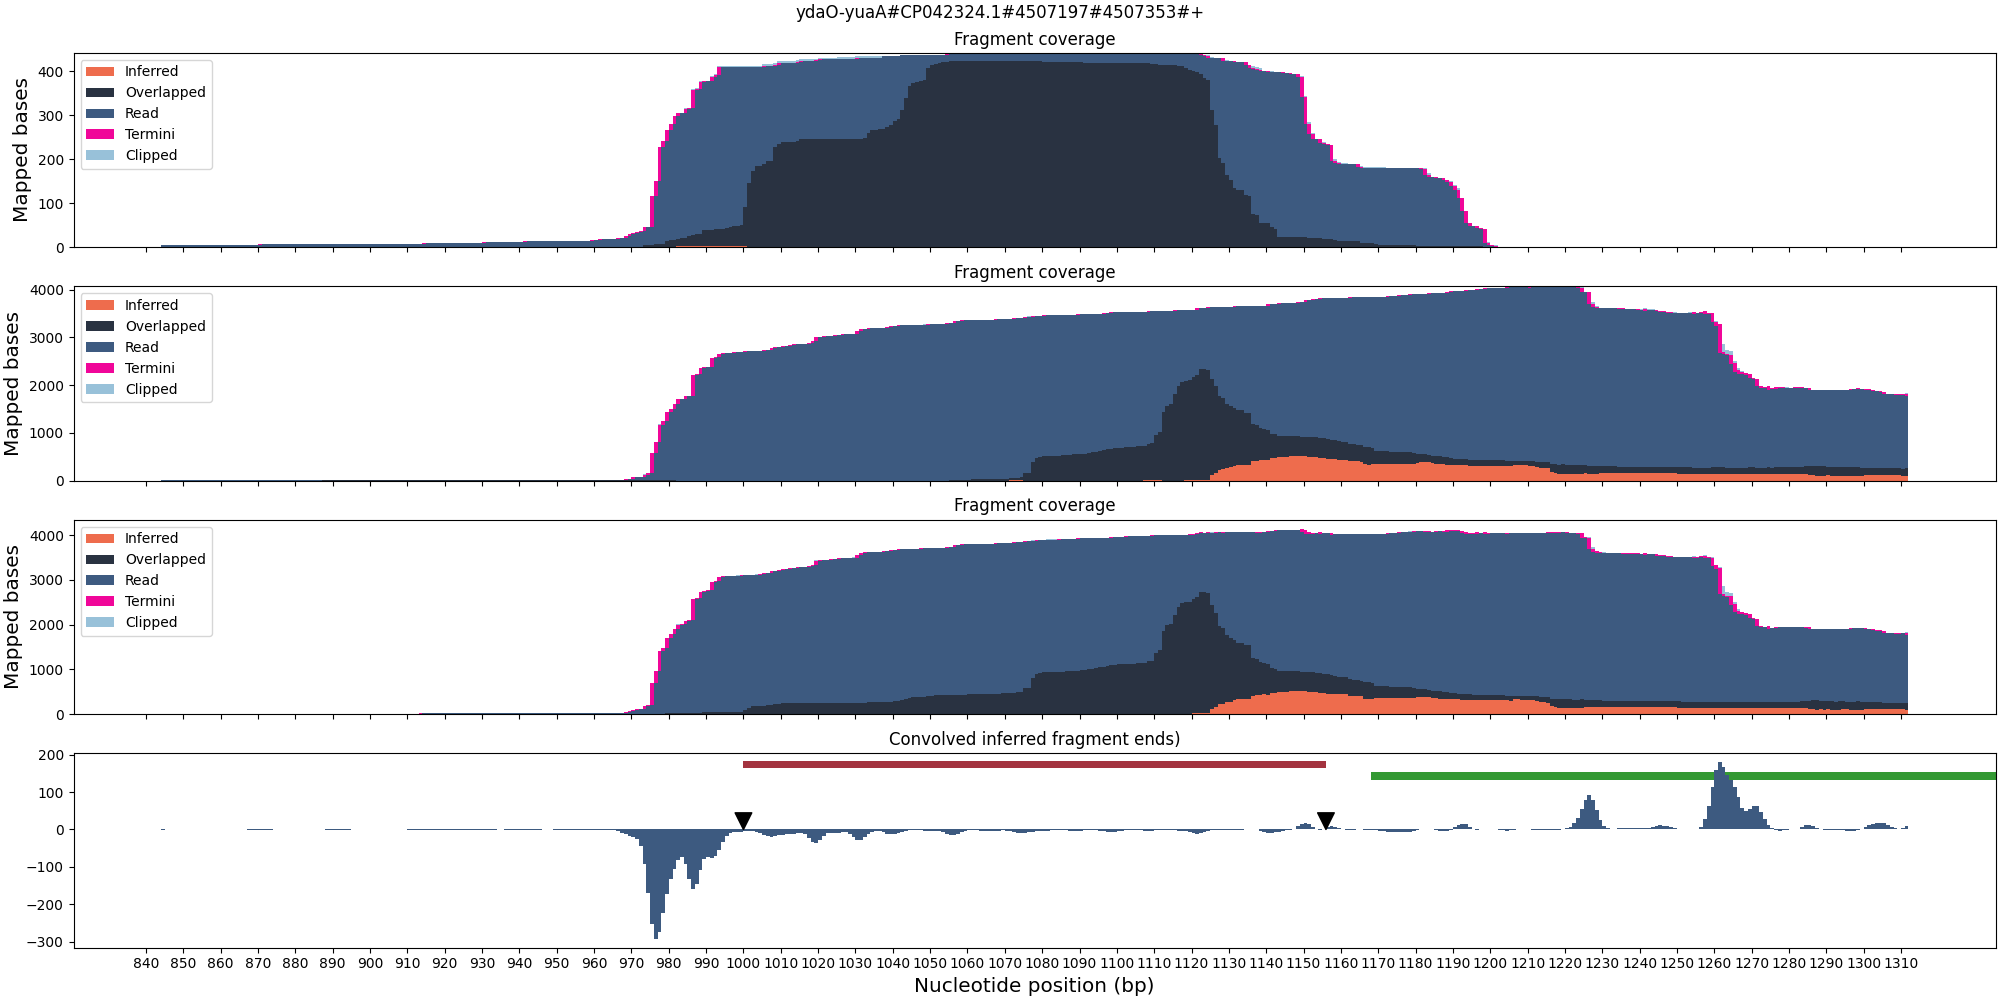 ydaO-yuaA#CP042324.1#4507197#4507353#+
Fragment coverage
Mapped bases
400
300
200
100
0
Inferred
Overlapped
Read
Termini
Clipped
Fragment coverage
Mapped bases
4000
3000
2000
1000
0
Inferred
Overlapped
Read
Termini
Clipped
Fragment coverage
Mapped bases
4000
3000
2000
1000
0
Inferred
Overlapped
Read
Termini
Clipped
Convolved inferred fragment ends)
200
100
0
−100
−200
−300
840 850 860 870 880 890 900 910 920 930 940 950 960 970 980 990 1000 1010 1020 1030 1040 1050 1060 1070 1080 1090 1100 1110 1120 1130 1140 1150 1160 1170 1180 1190 1200 1210 1220 1230 1240 1250 1260 1270 1280 1290 1300 1310
Nucleotide position (bp)